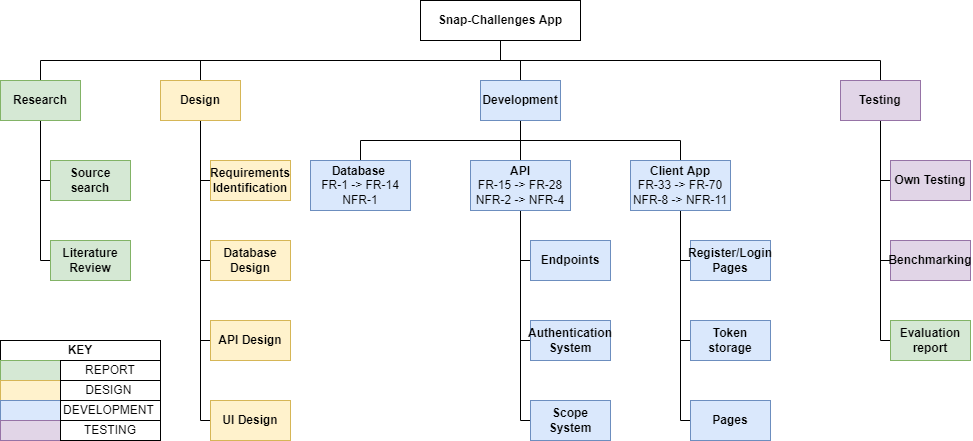 Snap-Challenges App
Research
Design
Development
Testing
Source
search
Requirements
Identification
Database
FR-1 -> FR-14
NFR-1
API
FR-15 -> FR-28
NFR-2 -> NFR-4
Client App
FR-33 -> FR-70
NFR-8 -> NFR-11
Own Testing
Literature
Review
Database
Design
Endpoints
Register/Login
Pages
Benchmarking
API Design
Authentication
System
Token
storage
Evaluation
report
UI Design
Scope
System
Pages
KEY
REPORT
DESIGN
DEVELOPMENT
TESTING